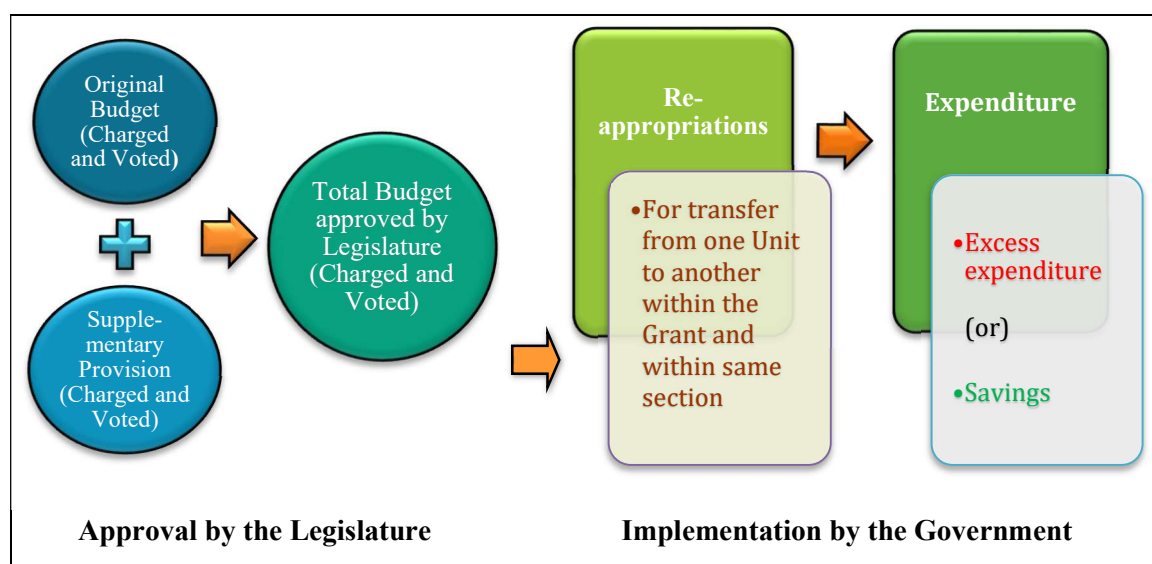 Original
Budget
(Charged
and Voted)
Supple-
mentary
Provision
(Charged and
Voted)
Total Budget
approved by
Legislature
(Charged and
Voted)
Re-
appropriations
•For transfer
from one Unit
to another
within the
Grant and
within same
section
Expenditure
•Excess
expenditure
(or)
•Savings
Approval by the Legislature
Implementation by the Government